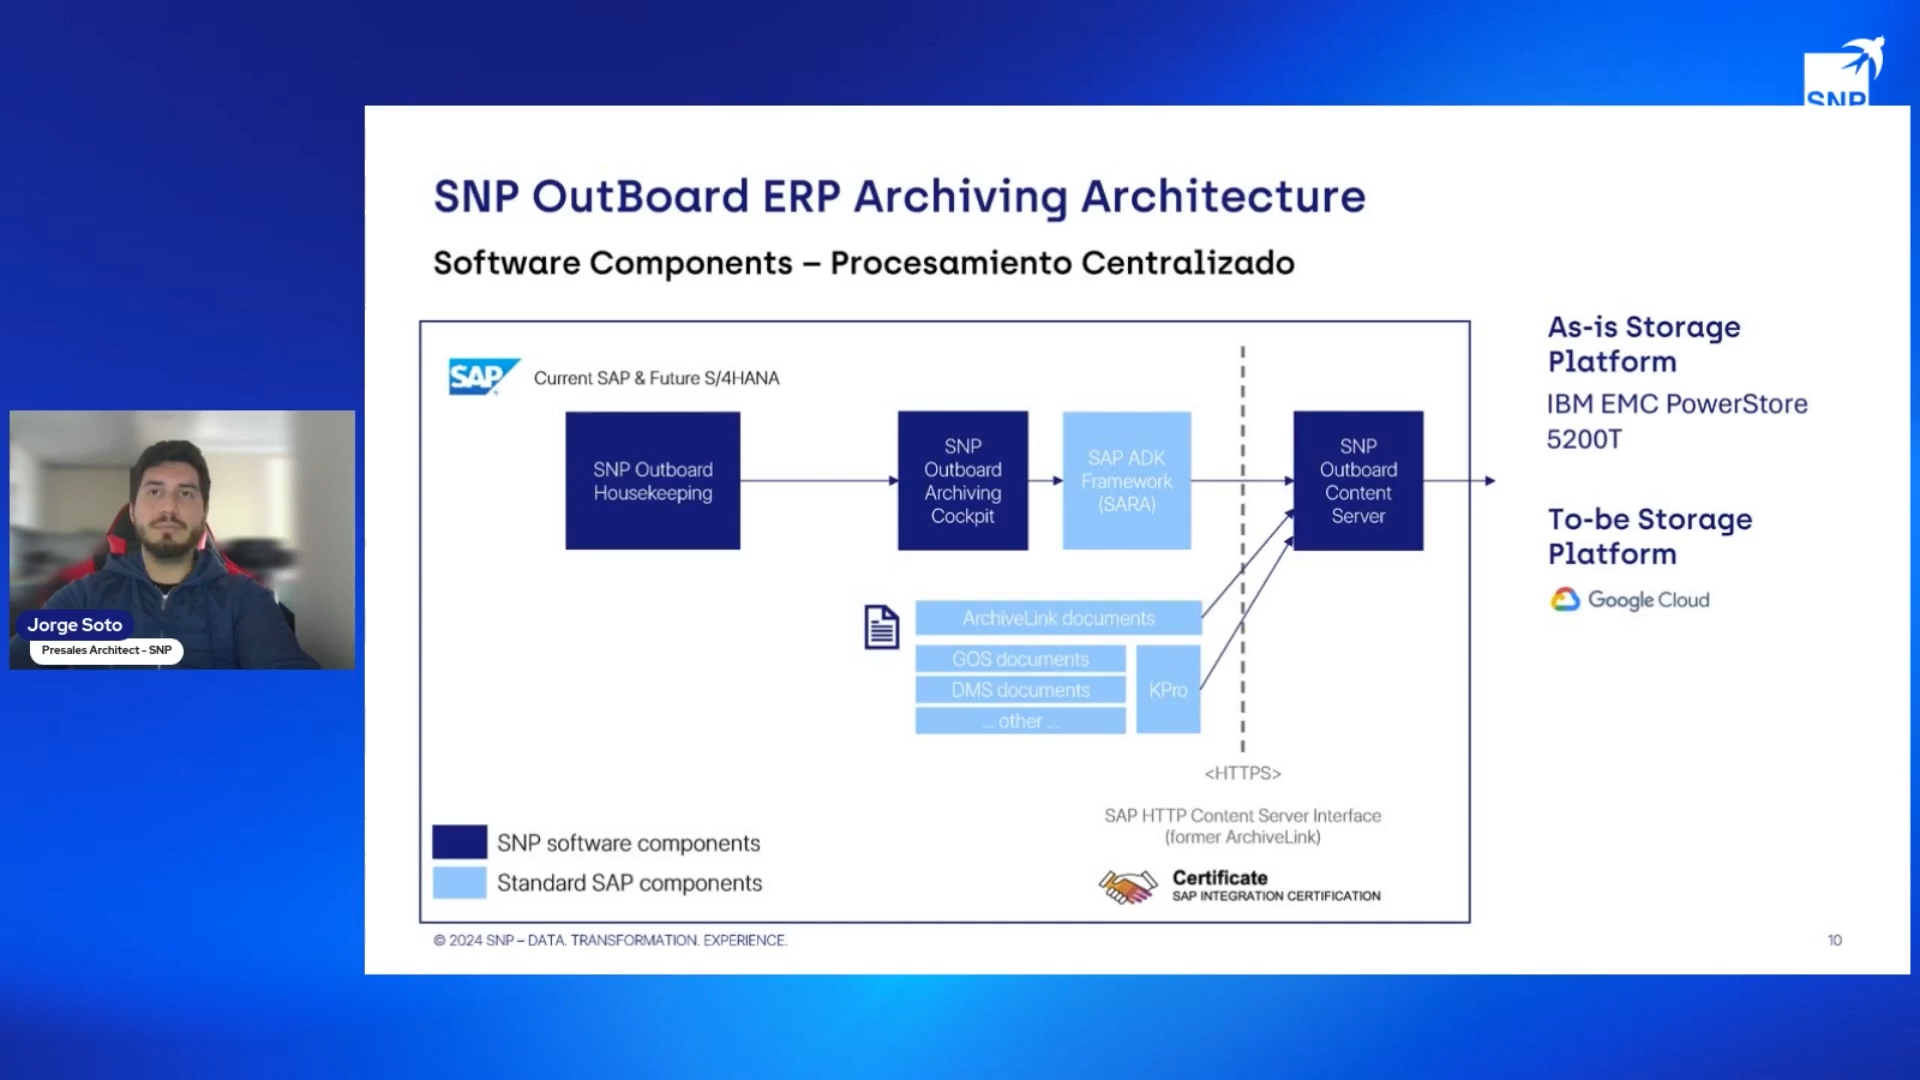 SNP
SNP OutBoard ERP Archiving Architecture
Software Components – Procesamiento Centralizado
SAP
Current SAP & Future S/4HANA
SNP Outboard
Housekeeping
SNP
Outboard
Archiving
Cockpit
SAP ADK
Framework
(SARA)
SNP
Outboard
Content
Server
ArchiveLink documents
GOS documents
DMS documents
... other ...
KPro
<HTTPS>
SAP HTTP Content Server Interface
(former ArchiveLink)
Certificate
SAP INTEGRATION CERTIFICATION
SNP software components
Standard SAP components
As-is Storage
Platform
IBM EMC PowerStore
5200T
To-be Storage
Platform
Google Cloud
© 2024 SNP – DATA. TRANSFORMATION. EXPERIENCE.
10
Jorge Soto
Presales Architect - SNP